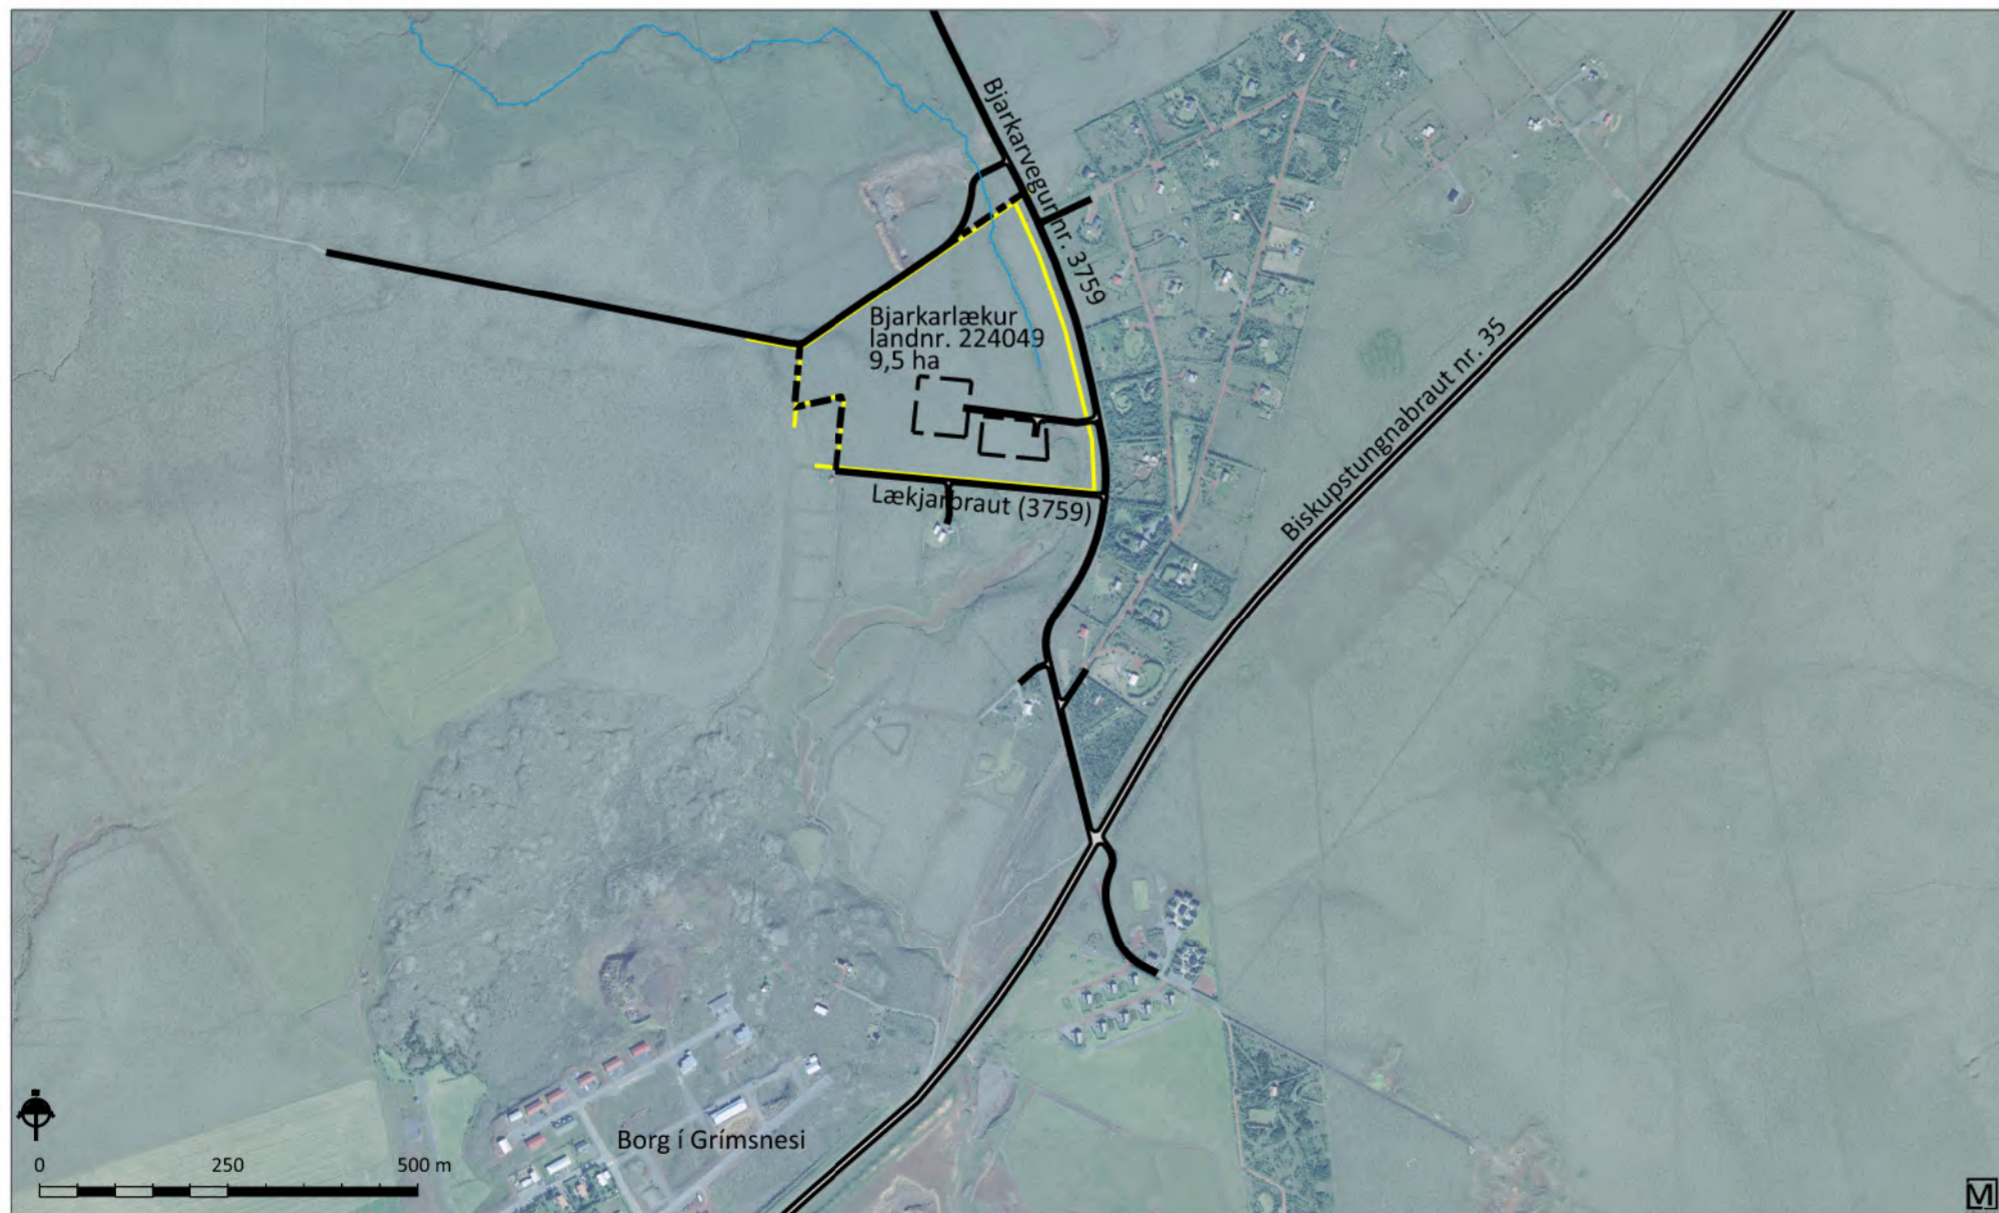 Bjarkarvegur nr. 3759
Bjarkarlækur
landnr. 224049
9,5 ha
Biskupstungnabraut nr. 35
Lækjarbraut (3759)
Borg í Grímsnesi
0 250 500 m
M